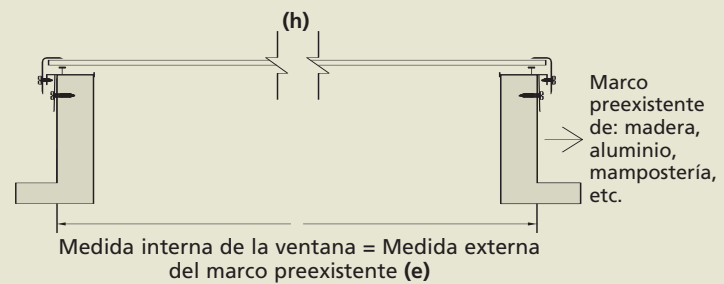 (h)
Marco
preexistente
de: madera,
aluminio,
mampostería,
etc.
Medida interna de la ventana = Medida externa
del marco preexistente (e)